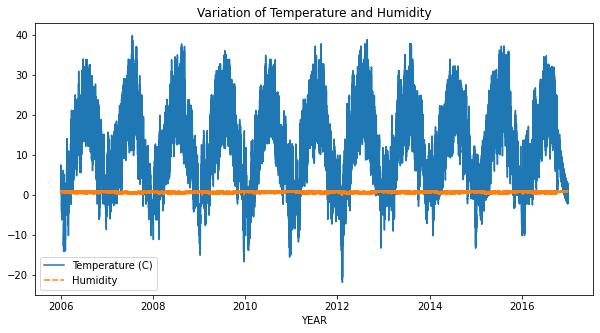 Variation of Temperature and Humidity
40
30
20
10
0
−10
−20
Temperature (C)
Humidity
2006 2008 2010 2012 2014 2016
YEAR